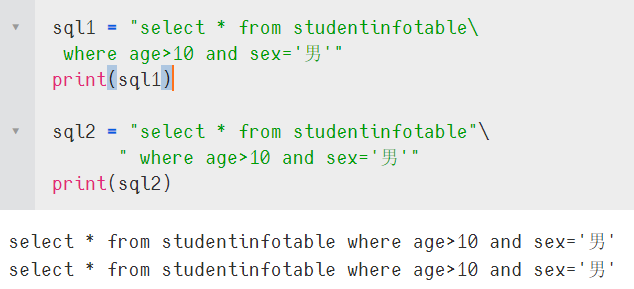 sql1 = "select * from studentinfotable\
 where age>10 and sex='男'"
print(sql1)
sql2 = "select * from studentinfotable"\
      " where age>10 and sex='男'"
print(sql2)
select * from studentinfotable where age>10 and sex='男'
select * from studentinfotable where age>10 and sex='男'